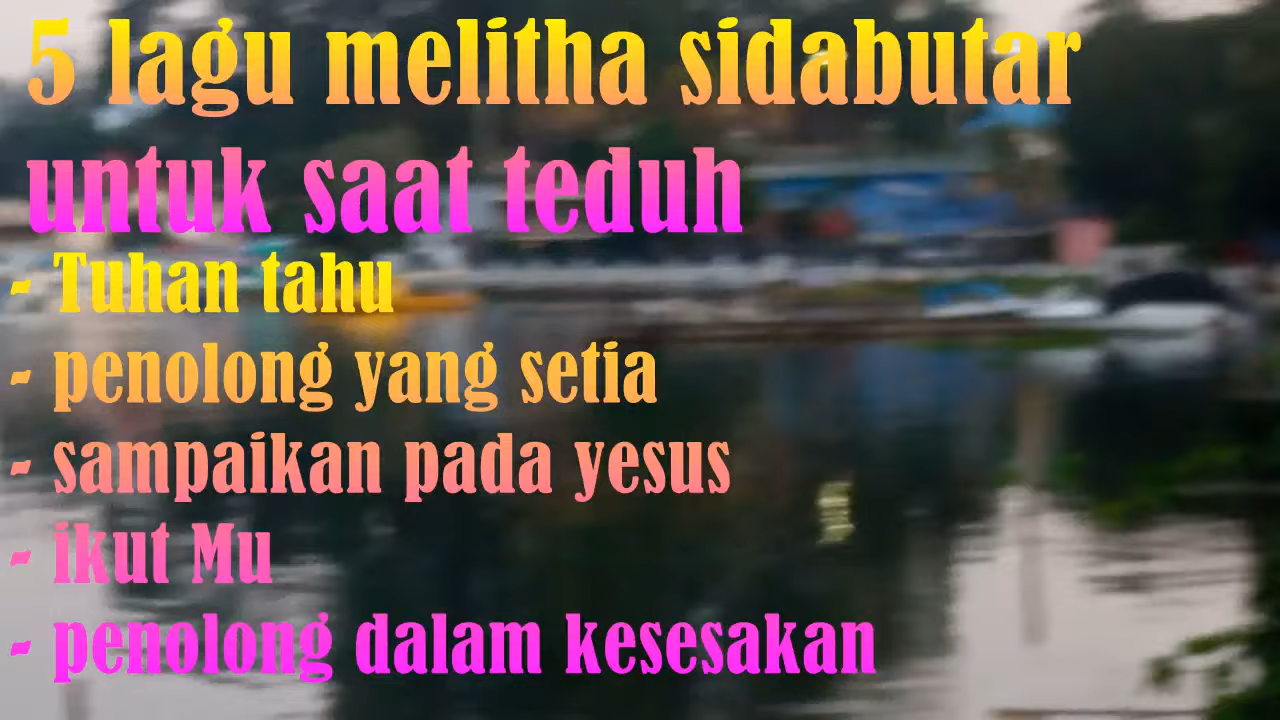 5 lagu melitha sidabutar
untuk saat teduh
- Tuhan tahu
- penolong yang setia
- sampaikan pada yesus
- ikut Mu
- penolong dalam kesesakan